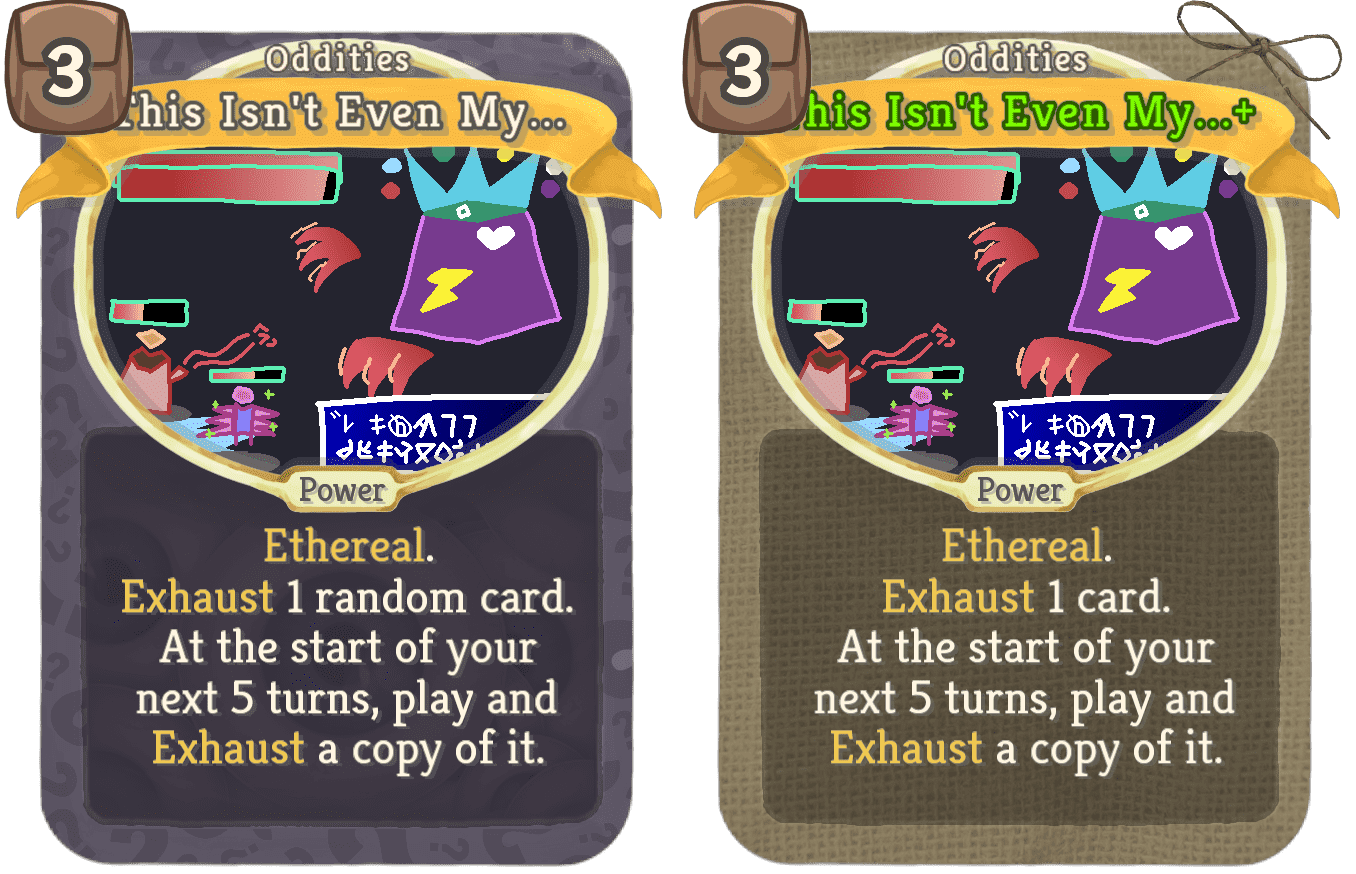 3
Oddities
This Isn't Even My...
Power
Ethereal.
Exhaust 1 random card.
At the start of your
next 5 turns, play and
Exhaust a copy of it.
3
Oddities
This Isn't Even My...+
Power
Ethereal.
Exhaust 1 card.
At the start of your
next 5 turns, play and
Exhaust a copy of it.